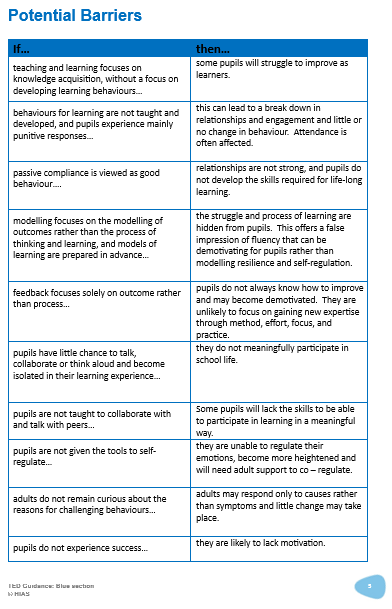 Potential Barriers
If...
then...
teaching and learning focuses on
knowledge acquisition, without a focus on
developing learning behaviours...
some pupils will struggle to improve as
learners.
behaviours for learning are not taught and
developed, and pupils experience mainly
punitive responses...
this can lead to a break down in
relationships and engagement and little or
no change in behaviour. Attendance is
often affected.
passive compliance is viewed as good
behaviour....
relationships are not strong, and pupils do
not develop the skills required for life-long
learning.
modelling focuses on the modelling of
outcomes rather than the process of
thinking and learning, and models of
learning are prepared in advance...
the struggle and process of learning are
hidden from pupils. This offers a false
impression of fluency that can be
demotivating for pupils rather than
modelling resilience and self-regulation.
feedback focuses solely on outcome rather
than process...
pupils do not always know how to improve
and may become demotivated. They are
unlikely to focus on gaining new expertise
through method, effort, focus, and
practice.
pupils have little chance to talk,
collaborate or think aloud and become
isolated in their learning experience...
they do not meaningfully participate in
school life.
pupils are not taught to collaborate with
and talk with peers...
Some pupils will lack the skills to be able
to participate in learning in a meaningful
way.
pupils are not given the tools to self-
regulate...
they are unable to regulate their
emotions, become more heightened and
will need adult support to co – regulate.
adults do not remain curious about the
reasons for challenging behaviours...
adults may respond only to causes rather
than symptoms and little change may take
place.
pupils do not experience success...
they are likely to lack motivation.
TED Guidance: Blue section
© HIAS
5